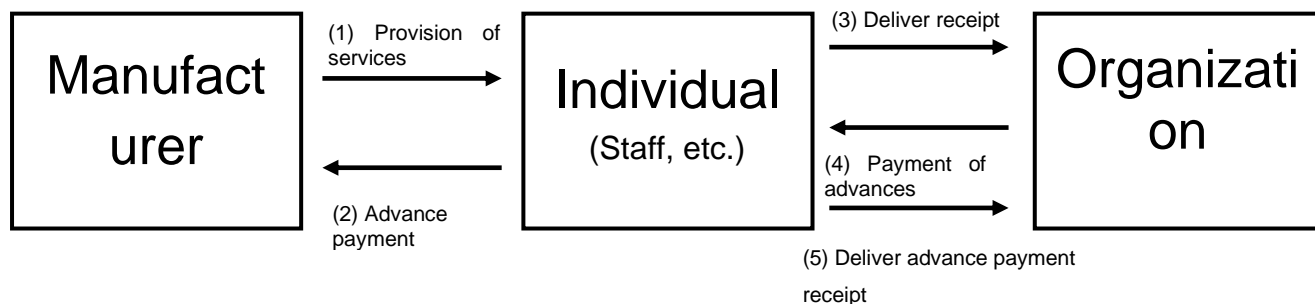 Manufact
urer
(1) Provision of
services
(2) Advance
payment
Individual
(Staff, etc.)
(3) Deliver receipt
(4) Payment of
advances
(5) Deliver advance payment
receipt
Organizati
on